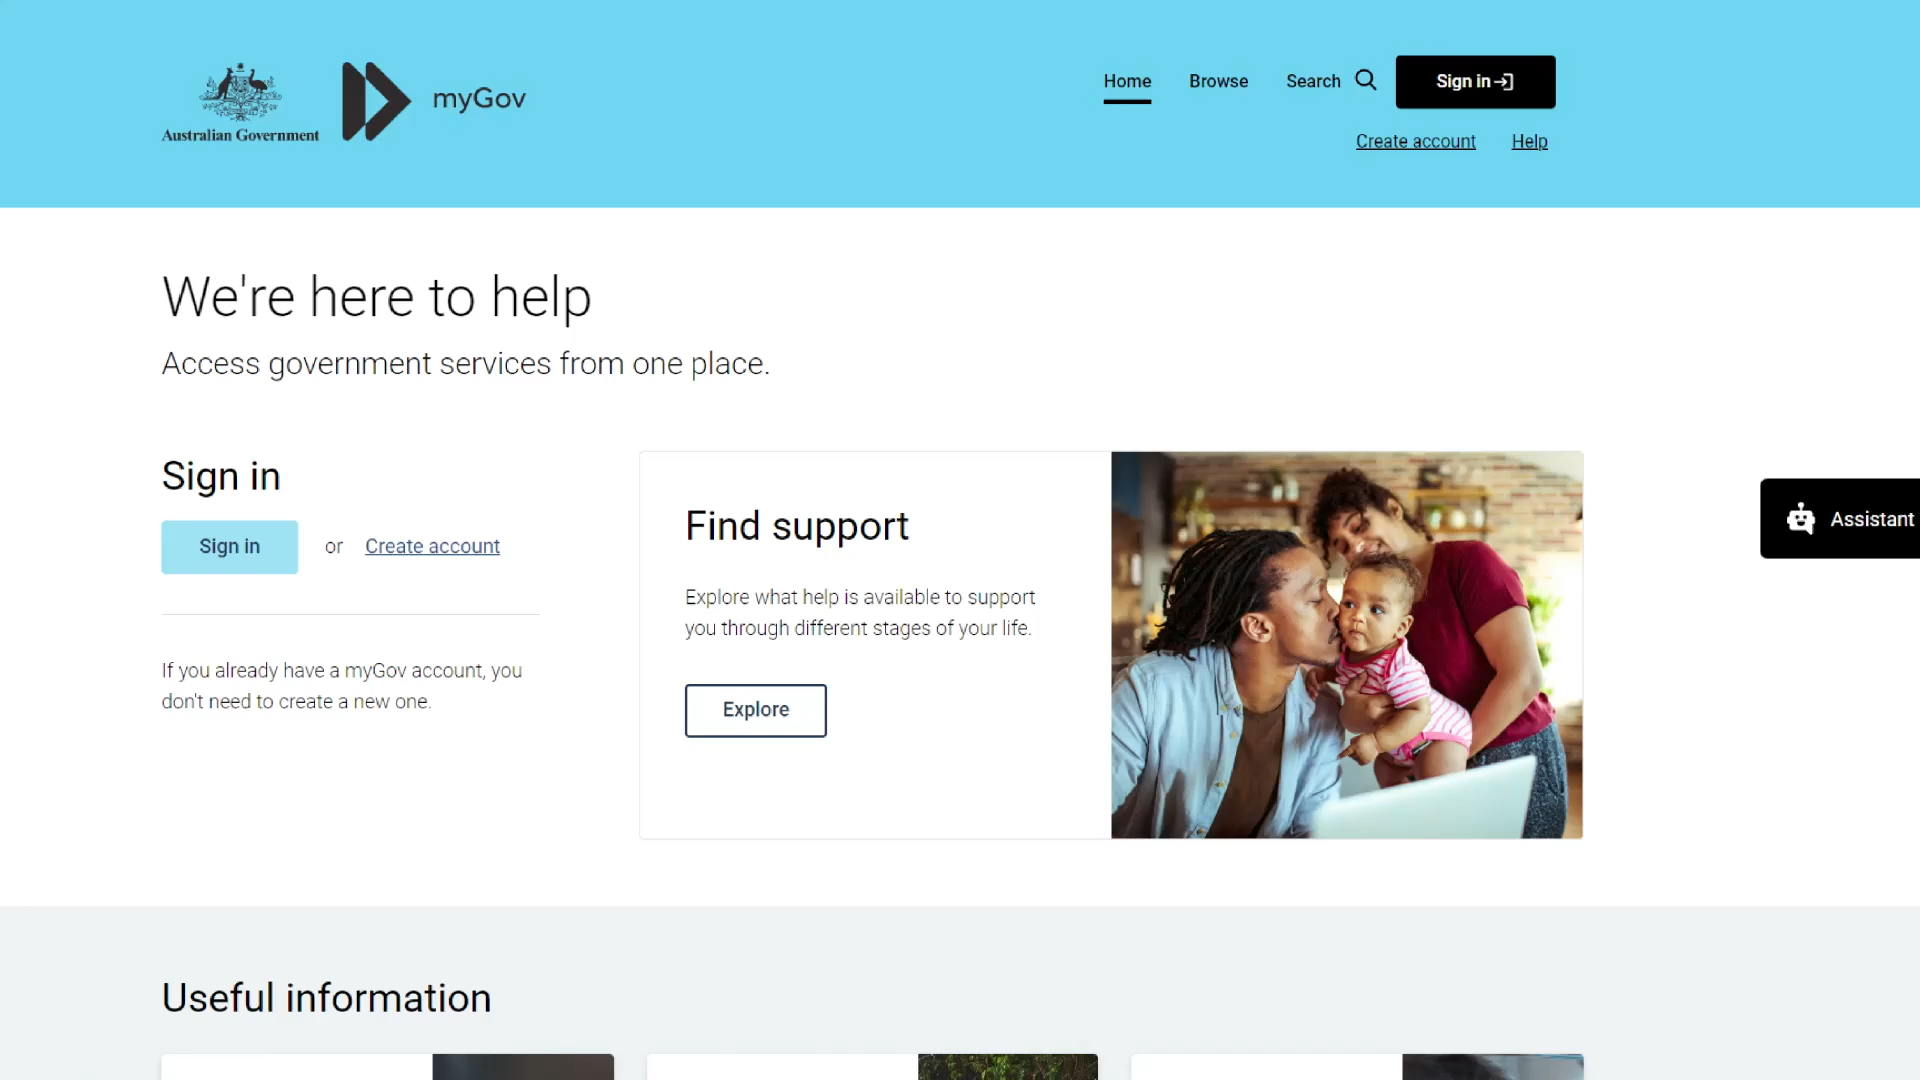 Australian Government
myGov
Home
Browse
Search
Sign in
Create account
Help
We're here to help
Access government services from one place.
Sign in
Sign in
or
Create account
If you already have a myGov account, you
don't need to create a new one.
Find support
Explore what help is available to support
you through different stages of your life.
Explore
Assistant
Useful information